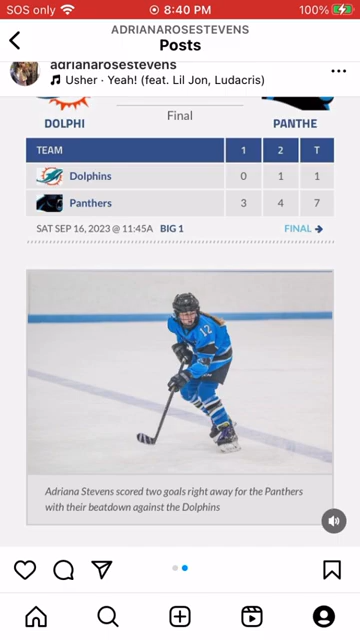 SOS only 8:40 PM 100%
ADRIANAROSESTEVENS
Posts
adrianarosestevens
Usher · Yeah! (feat. Lil Jon, Ludacris)
DOLPHI Final PANTHE
TEAM 1 2 T
Dolphins 0 1 1
Panthers 3 4 7
SAT SEP 16, 2023 @ 11:45A BIG 1 FINAL
12
Adriana Stevens scored two goals right away for the Panthers
with their beatdown against the Dolphins